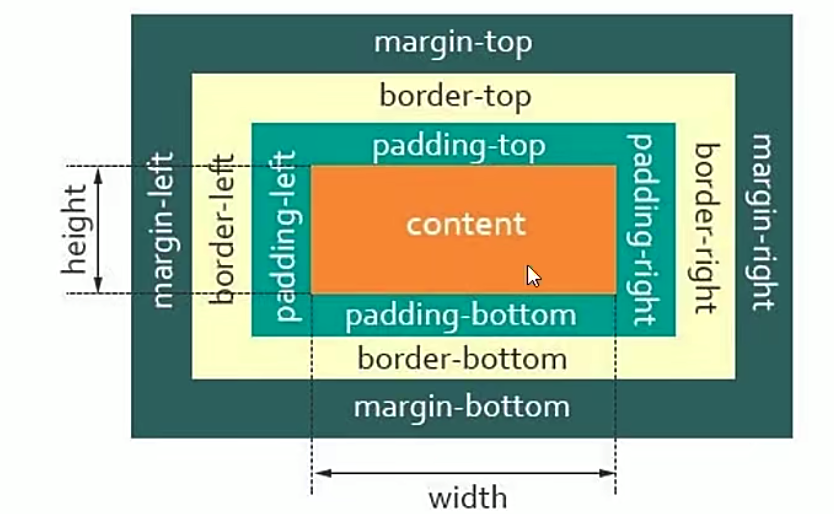 margin-top
border-top
padding-top
height
margin-left
border-left
padding-left
content
padding-right
border-right
margin-right
padding-bottom
border-bottom
margin-bottom
width